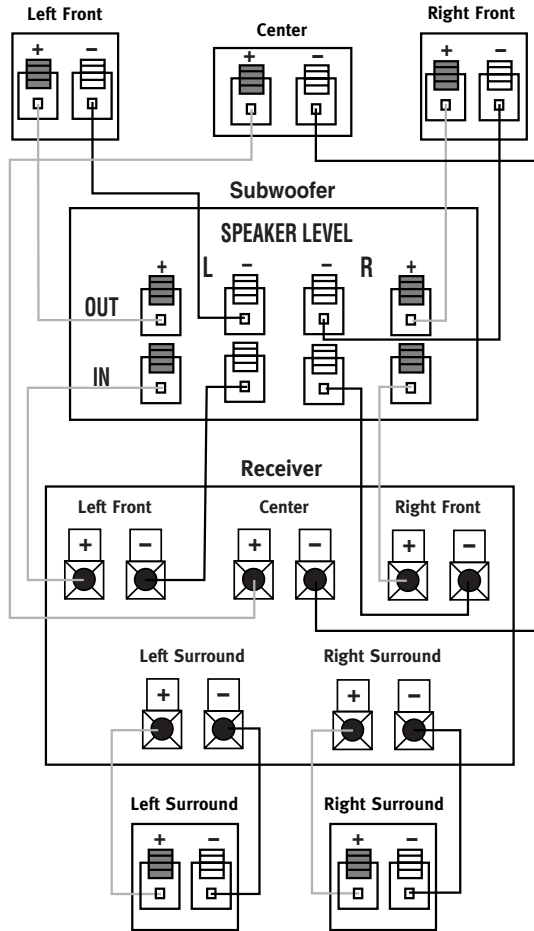 Left Front Center Right Front
+ − + − + −
Subwoofer
SPEAKER LEVEL
+ L − − R +
OUT
IN
Receiver
Left Front Center Right Front
+ − + − + −
Left Surround Right Surround
+ − + −
Left Surround Right Surround
+ − + −